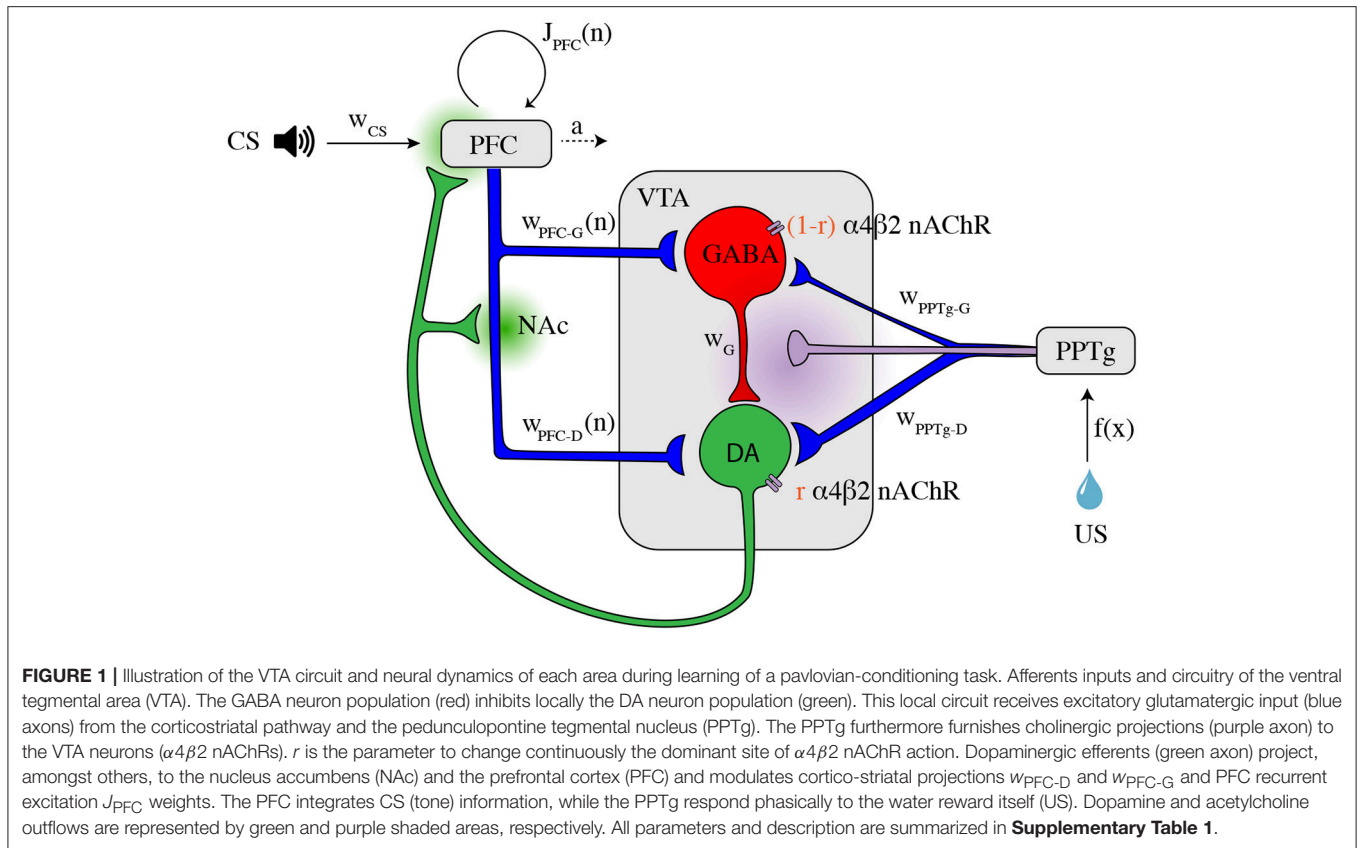 J_PFC(n)
CS
w_CS
PFC
a
VTA
w_PFC-G(n)
GABA
(1-r) α4β2 nAChR
w_PPTg-G
NAc
w_G
PPTg
w_PFC-D(n)
w_PPTg-D
f(x)
DA
r α4β2 nAChR
US
FIGURE 1 | Illustration of the VTA circuit and neural dynamics of each area during learning of a pavlovian-conditioning task. Afferents inputs and circuitry of the ventral
tegmental area (VTA). The GABA neuron population (red) inhibits locally the DA neuron population (green). This local circuit receives excitatory glutamatergic input (blue
axons) from the corticostriatal pathway and the pedunculopontine tegmental nucleus (PPTg). The PPTg furthermore furnishes cholinergic projections (purple axon) to
the VTA neurons (α4β2 nAChRs). r is the parameter to change continuously the dominant site of α4β2 nAChR action. Dopaminergic efferents (green axon) project,
amongst others, to the nucleus accumbens (NAc) and the prefrontal cortex (PFC) and modulates cortico-striatal projections w_PFC-D and w_PFC-G and PFC recurrent
excitation J_PFC weights. The PFC integrates CS (tone) information, while the PPTg respond phasically to the water reward itself (US). Dopamine and acetylcholine
outflows are represented by green and purple shaded areas, respectively. All parameters and description are summarized in Supplementary Table 1.